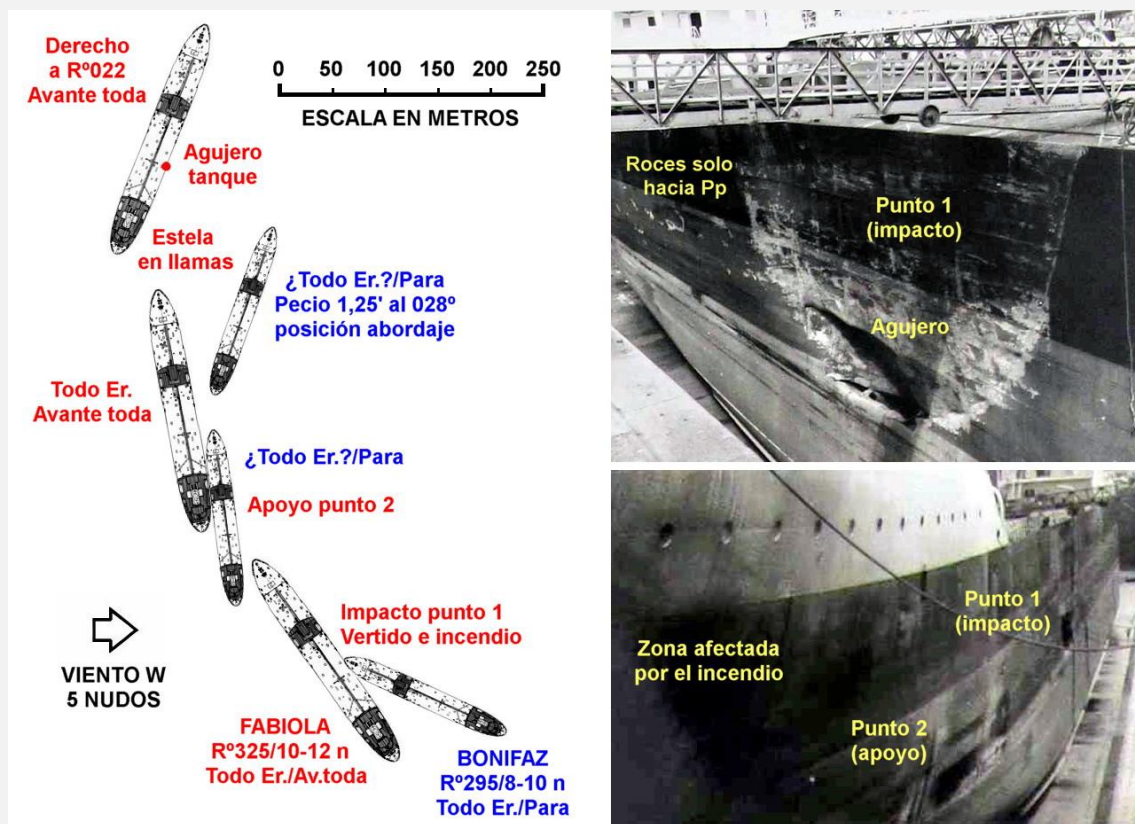 Derecho
a Rº022
Avante toda
0 50 100 150 200 250
ESCALA EN METROS
Agujero
tanque
Estela
en llamas
¿Todo Er.?/Para
Pecio 1,25' al 028º
posición abordaje
Todo Er.
Avante toda
¿Todo Er.?/Para
Apoyo punto 2
Impacto punto 1
Vertido e incendio
VIENTO W
5 NUDOS
FABIOLA
Rº325/10-12 n
Todo Er./Av.toda
BONIFAZ
Rº295/8-10 n
Todo Er./Para
Roces solo
hacia Pp
Punto 1
(impacto)
Agujero
Punto 1
(impacto)
Zona afectada
por el incendio
Punto 2
(apoyo)